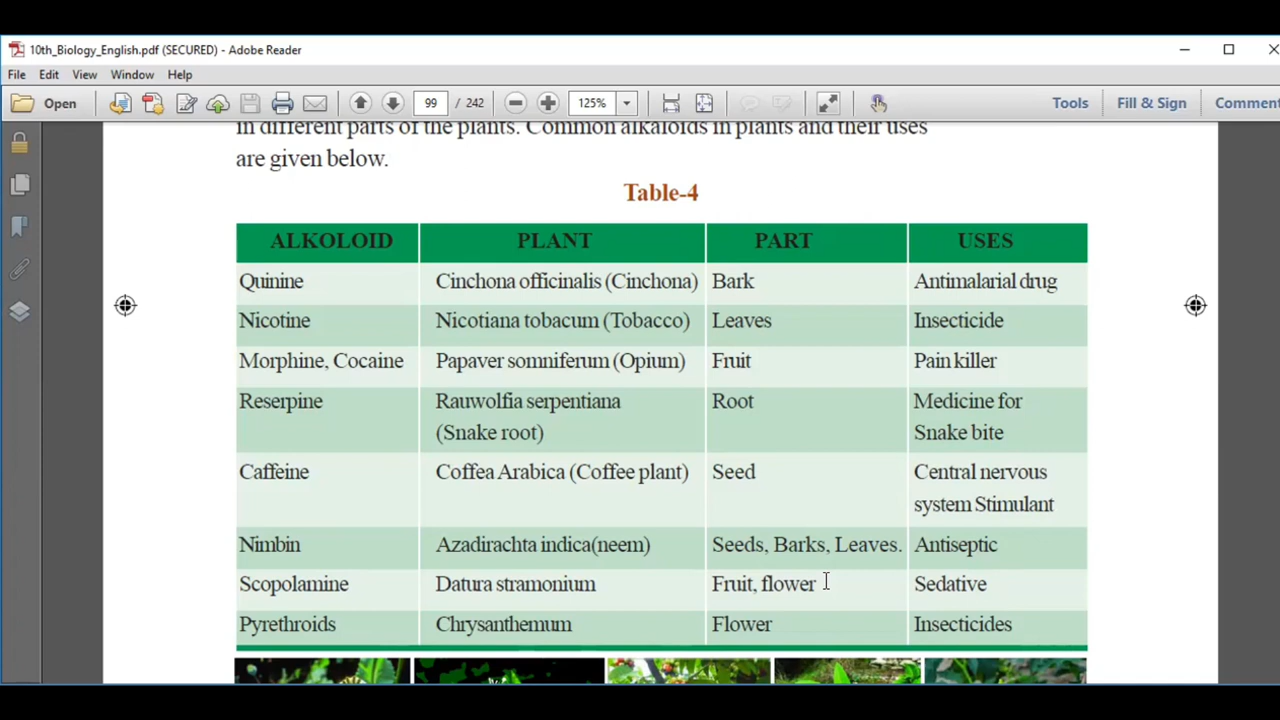 10th_Biology_English.pdf (SECURED) - Adobe Reader
File Edit View Window Help
Open 99 / 242 125% Tools Fill & Sign Comment
in different parts of the plants. Common alkaloids in plants and their uses
are given below.
Table-4
ALKOLOID PLANT PART USES
Quinine Cinchona officinalis (Cinchona) Bark Antimalarial drug
Nicotine Nicotiana tobacum (Tobacco) Leaves Insecticide
Morphine, Cocaine Papaver somniferum (Opium) Fruit Pain killer
Reserpine Rauwolfia serpentiana Root Medicine for
(Snake root) Snake bite
Caffeine Coffea Arabica (Coffee plant) Seed Central nervous
system Stimulant
Nimbin Azadirachta indica(neem) Seeds, Barks, Leaves. Antiseptic
Scopolamine Datura stramonium Fruit, flower Sedative
Pyrethroids Chrysanthemum Flower Insecticides